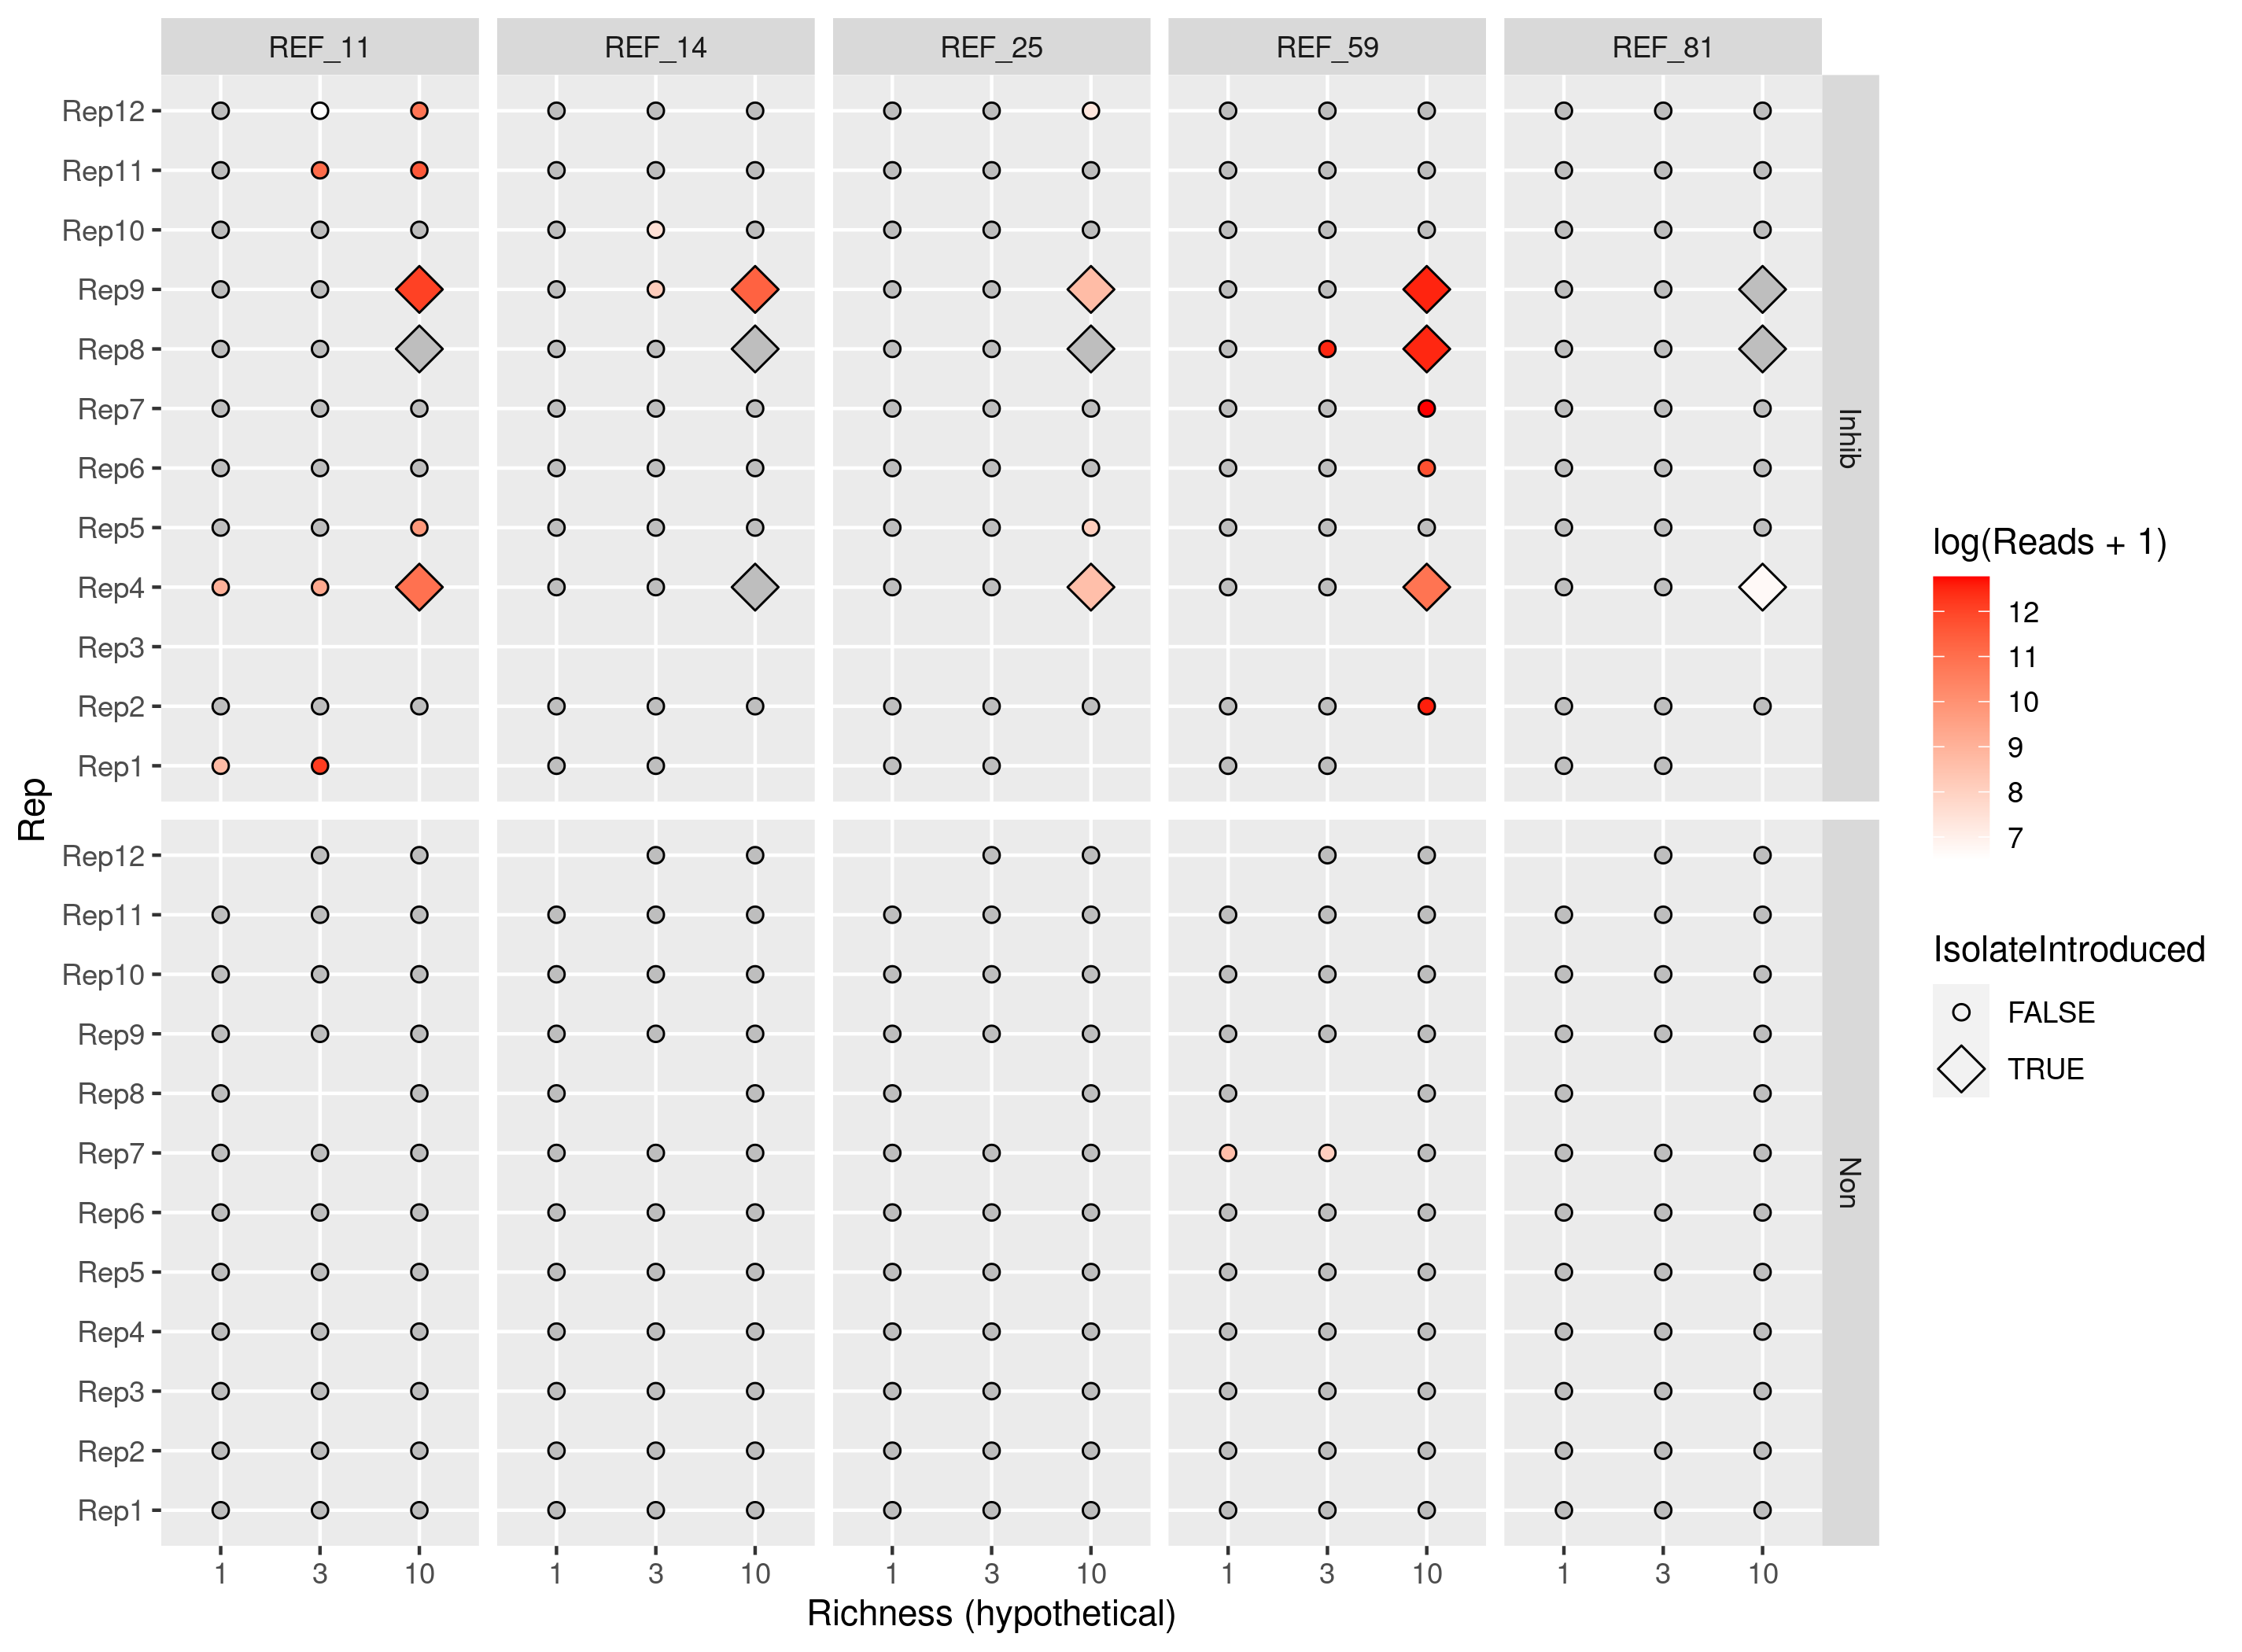 REF_11 REF_14 REF_25 REF_59 REF_81
Rep12
Rep11
Rep10
Rep9
Rep8
Rep7
Rep6
Rep5
Rep4
Rep3
Rep2
Rep1
Inhib
Rep12
Rep11
Rep10
Rep9
Rep8
Rep7
Rep6
Rep5
Rep4
Rep3
Rep2
Rep1
Non
Rep
1 3 10 1 3 10 1 3 10 1 3 10 1 3 10
Richness (hypothetical)
log(Reads + 1)
12
11
10
9
8
7
IsolateIntroduced
FALSE
TRUE